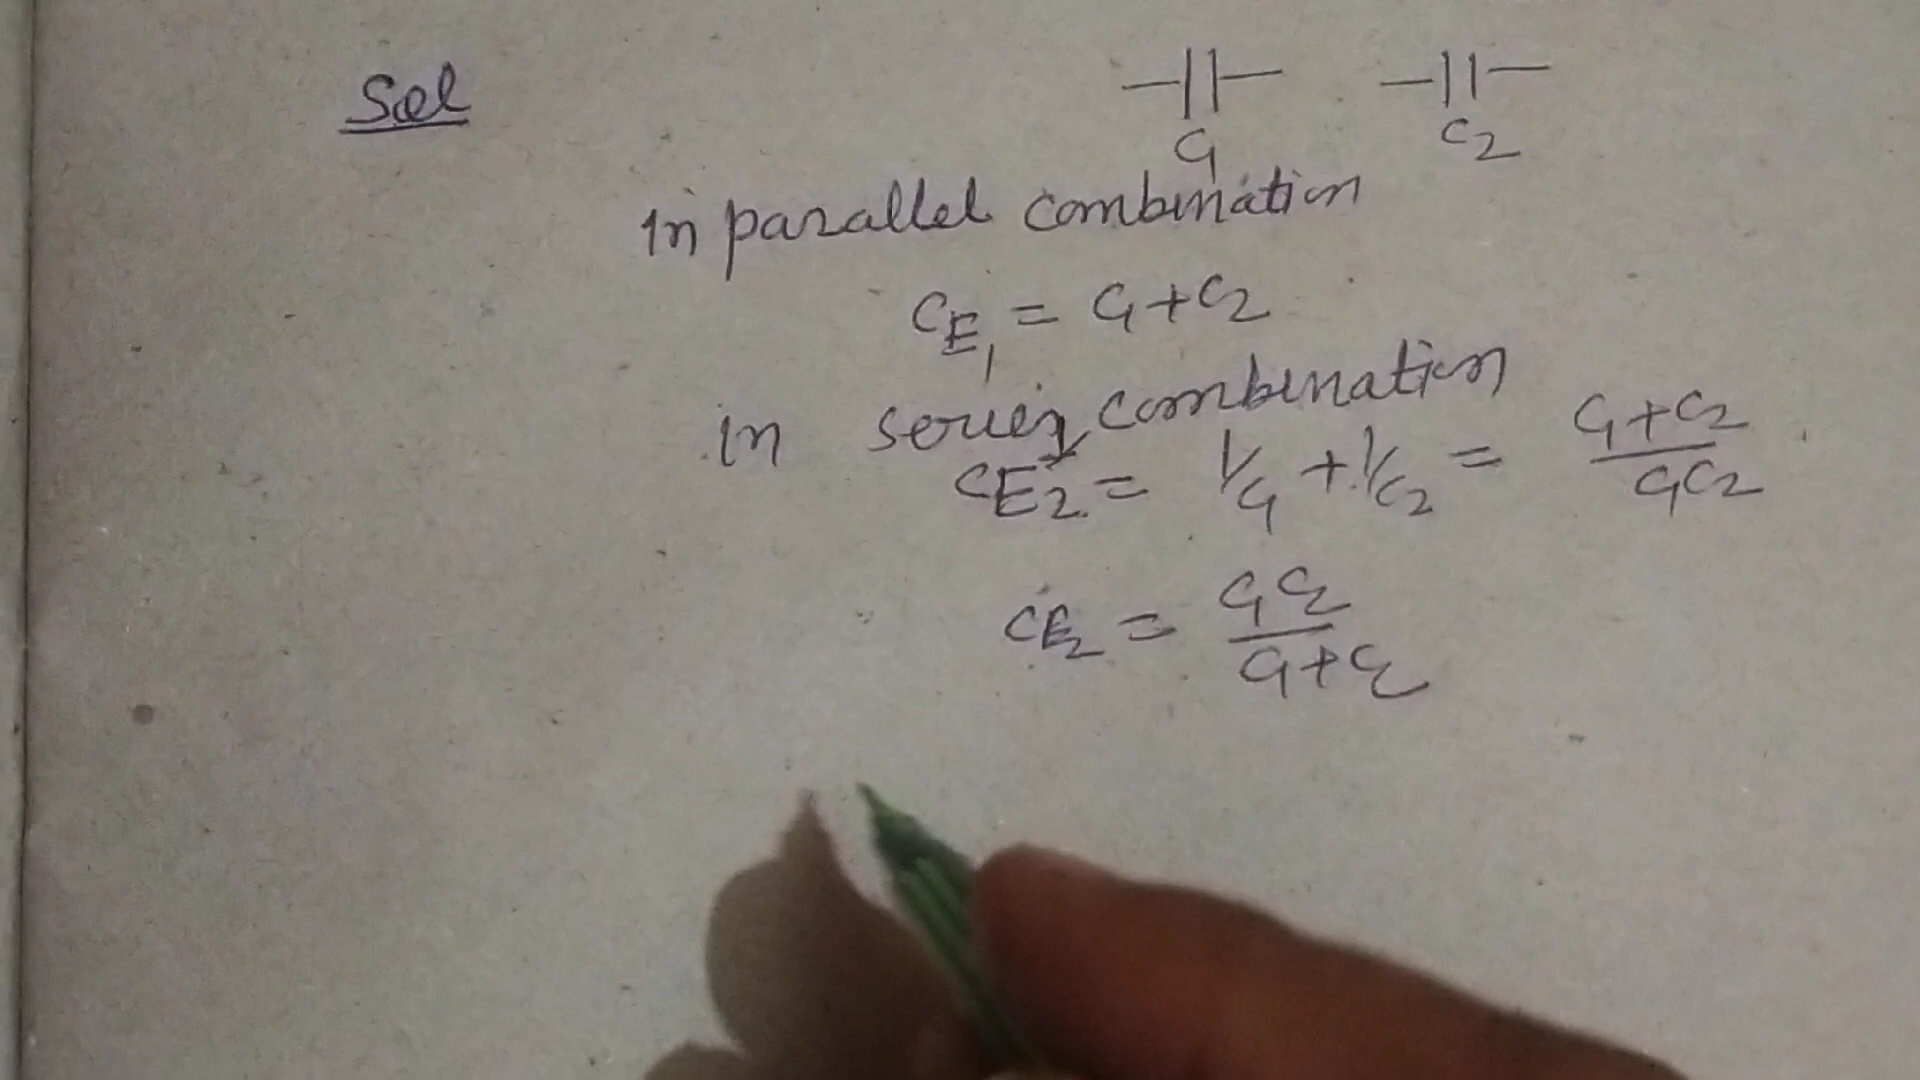 Sol
C1 C2
in parallel combination
CE1 = C1+C2
in series combination
CE2 = 1/C1 + 1/C2 = C1+C2/C1C2
CE2 = C1C2/C1+C2